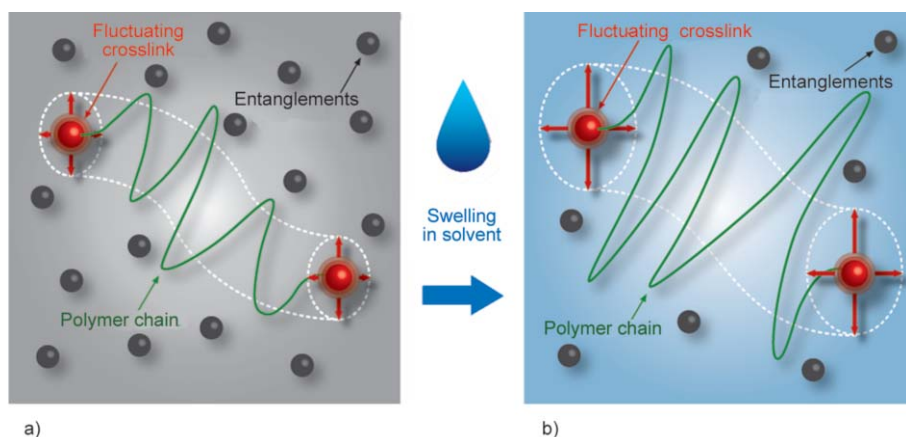 Fluctuating
crosslink
Entanglements
Polymer chain
Swelling
in solvent
Fluctuating crosslink
Entanglements
Polymer chain
a)
b)